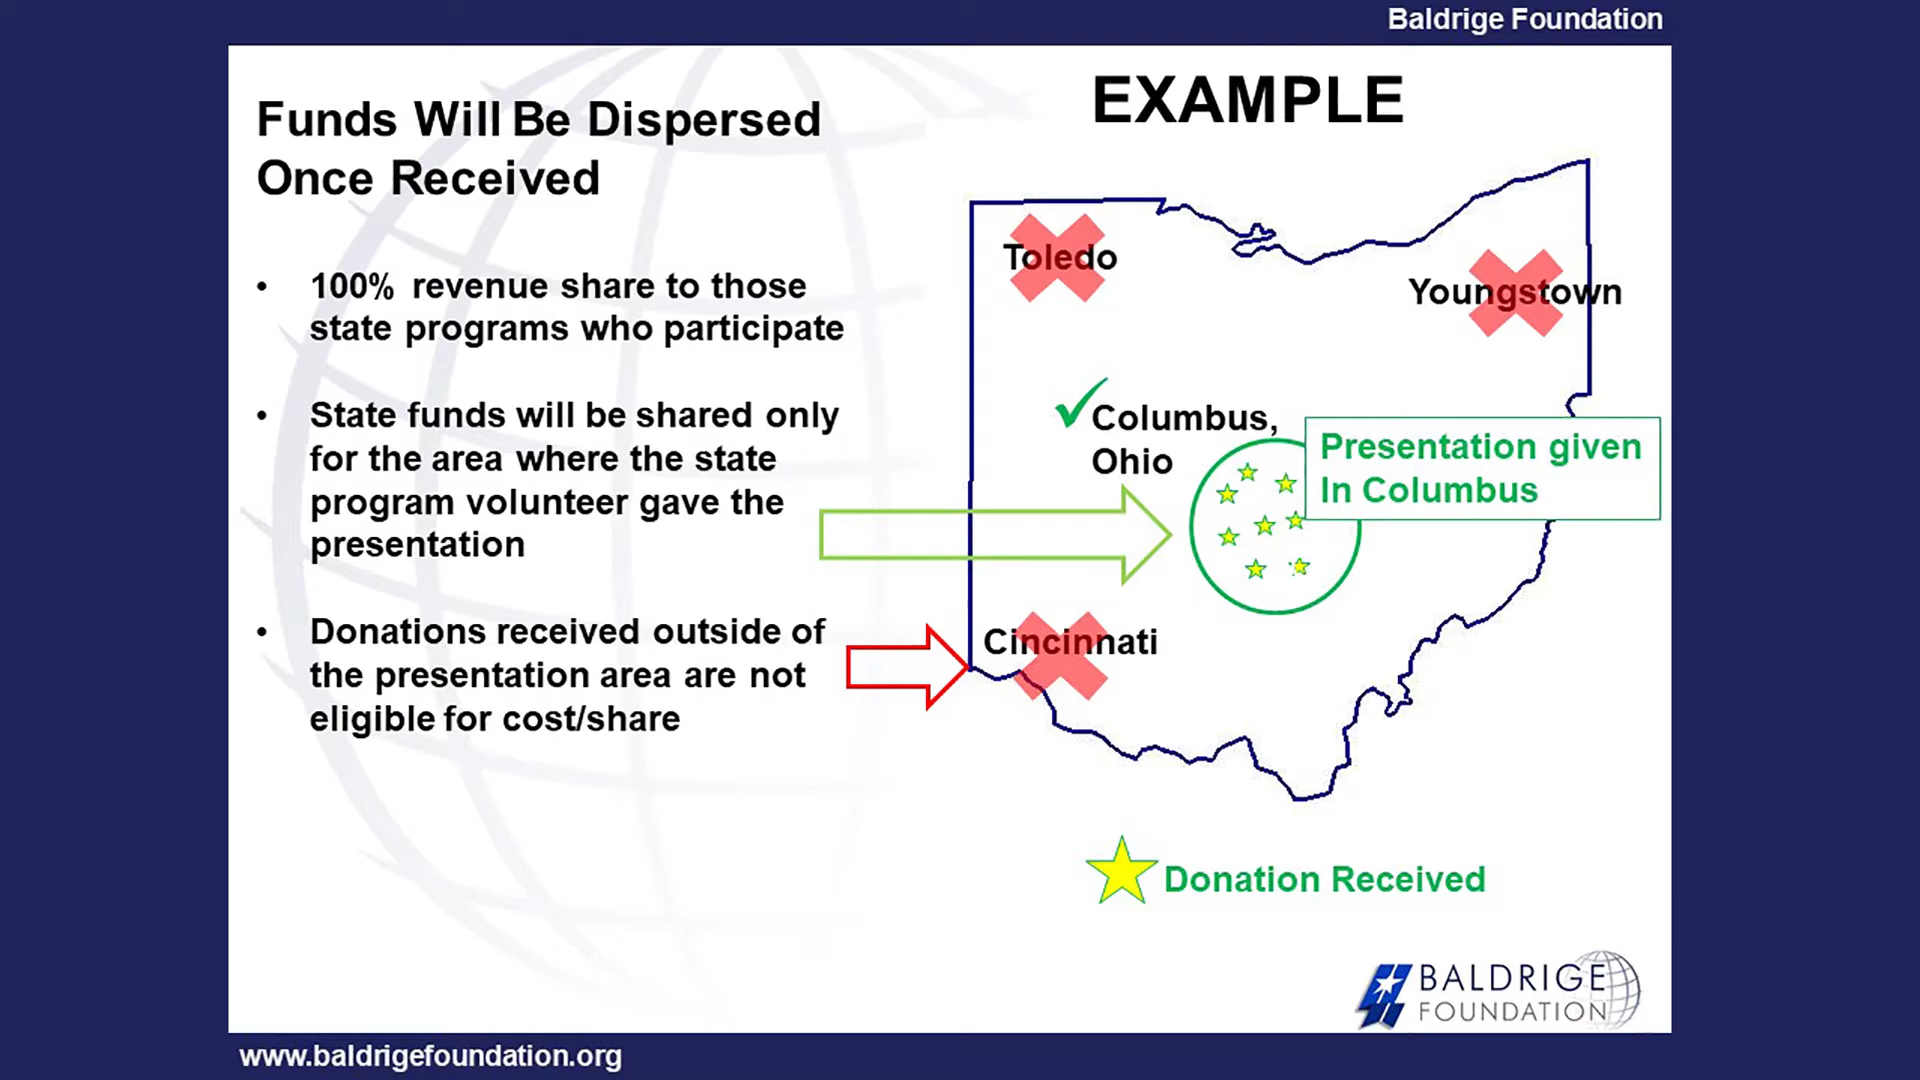 Baldrige Foundation
Funds Will Be Dispersed
Once Received
• 100% revenue share to those
state programs who participate
• State funds will be shared only
for the area where the state
program volunteer gave the
presentation
• Donations received outside of
the presentation area are not
eligible for cost/share
EXAMPLE
Toledo
Youngstown
Columbus,
Ohio
Presentation given
In Columbus
Cincinnati
Donation Received
BALDRIGE
FOUNDATION
www.baldrigefoundation.org